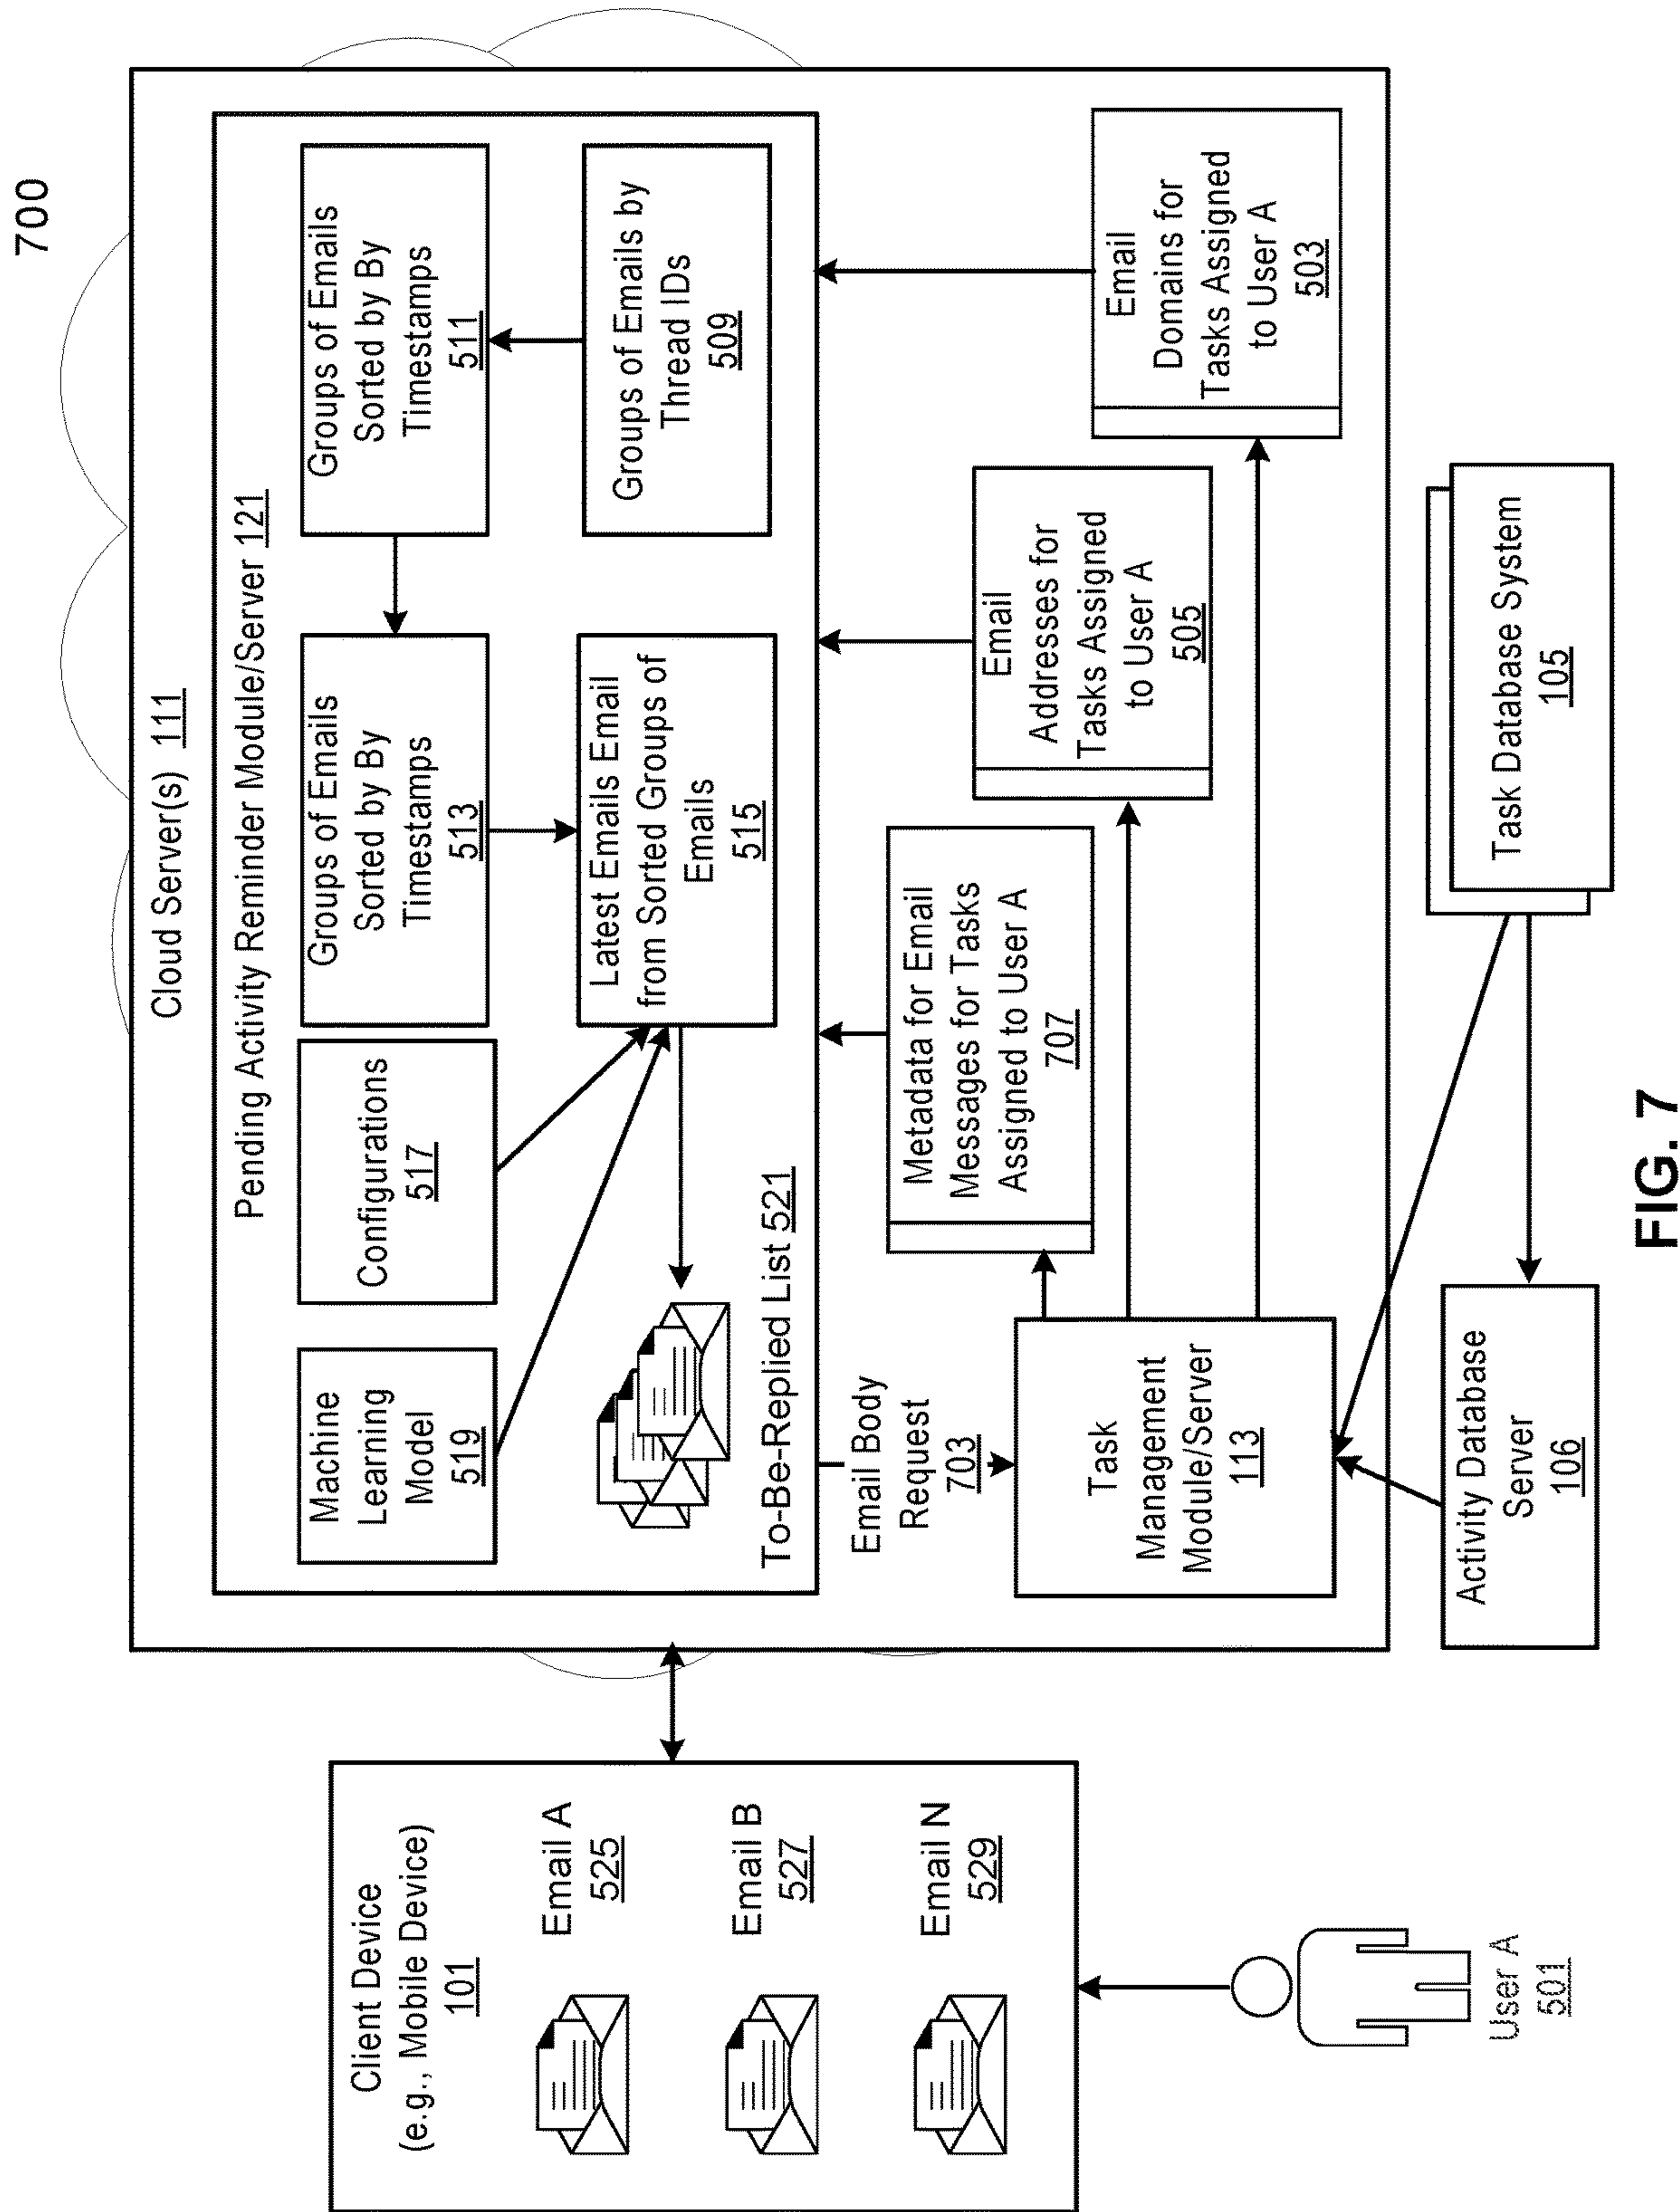 700
Cloud Server(s) 111
Pending Activity Reminder Module/Server 121
Machine
Learning
Model
519
Configurations
517
Groups of Emails
Sorted by By
Timestamps
513
Groups of Emails
Sorted by By
Timestamps
511
To-Be-Replied List 521
Latest Emails Email
from Sorted Groups of
Emails
515
Groups of Emails by
Thread IDs
509
Client Device
(e.g., Mobile Device)
101
Email A
525
Email B
527
Email N
529
User A
501
Email Body
Request
703
Task
Management
Module/Server
113
Metadata for Email
Messages for Tasks
Assigned to User A
707
Email
Addresses for
Tasks Assigned
to User A
505
Email
Domains for
Tasks Assigned
to User A
503
Activity Database
Server
106
Task Database System
105
FIG. 7